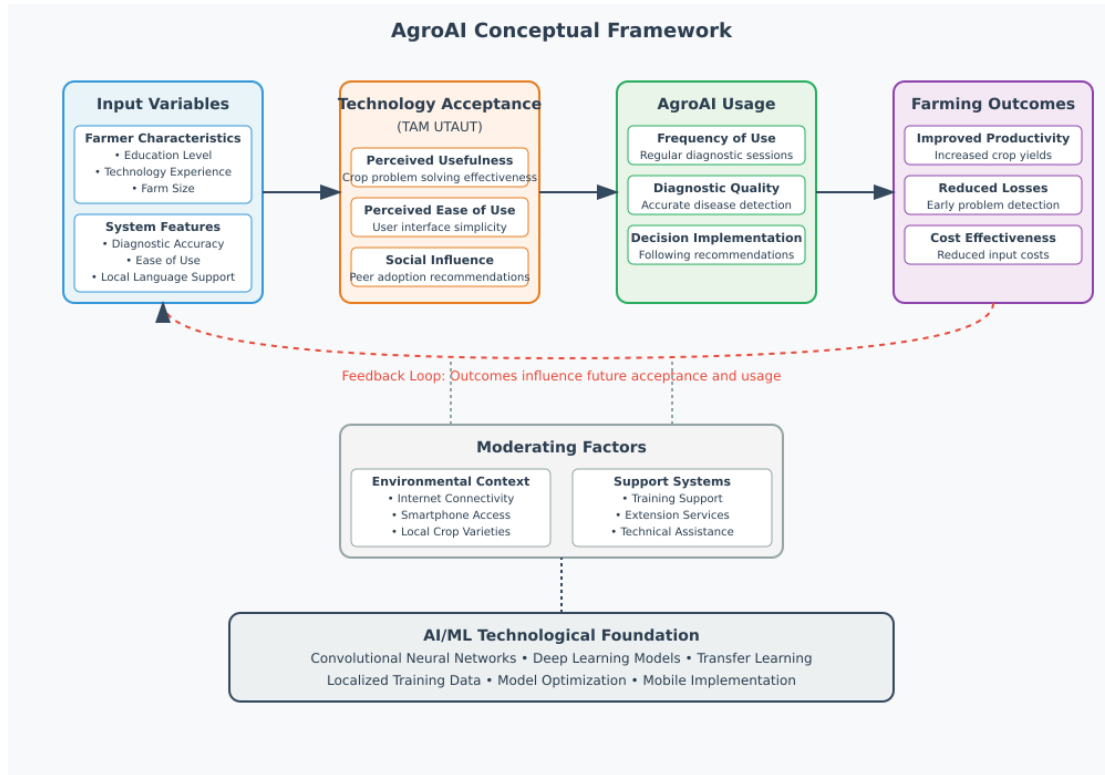 AgroAI Conceptual Framework
Input Variables
Farmer Characteristics
• Education Level
• Technology Experience
• Farm Size
System Features
• Diagnostic Accuracy
• Ease of Use
• Local Language Support
Technology Acceptance
(TAM UTAUT)
Perceived Usefulness
Crop problem solving effectiveness
Perceived Ease of Use
User interface simplicity
Social Influence
Peer adoption recommendations
AgroAI Usage
Frequency of Use
Regular diagnostic sessions
Diagnostic Quality
Accurate disease detection
Decision Implementation
Following recommendations
Farming Outcomes
Improved Productivity
Increased crop yields
Reduced Losses
Early problem detection
Cost Effectiveness
Reduced input costs
Feedback Loop: Outcomes influence future acceptance and usage
Moderating Factors
Environmental Context
• Internet Connectivity
• Smartphone Access
• Local Crop Varieties
Support Systems
• Training Support
• Extension Services
• Technical Assistance
AI/ML Technological Foundation
Convolutional Neural Networks • Deep Learning Models • Transfer Learning
Localized Training Data • Model Optimization • Mobile Implementation